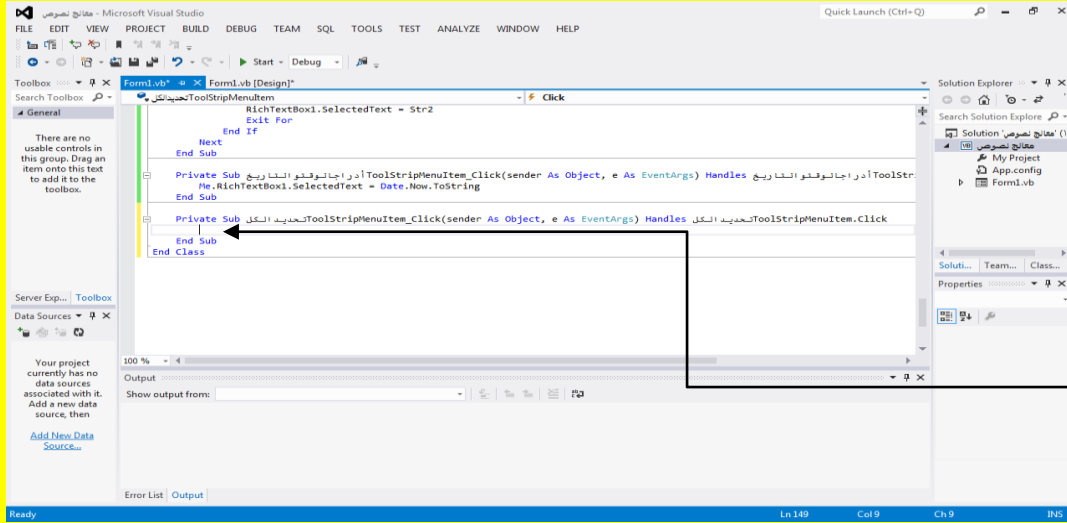 معالج نصوص - Microsoft Visual Studio
Quick Launch (Ctrl+Q)
FILE EDIT VIEW PROJECT BUILD DEBUG TEAM SQL TOOLS TEST ANALYZE WINDOW HELP
Start - Debug
Toolbox
Search Toolbox
General
There are no
usable controls in
this group. Drag an
item onto this text
to add it to the
toolbox.
Server Exp... Toolbox
Data Sources
Your project
currently has no
data sources
associated with it.
Add a new data
source, then
Add New Data
Source...
Form1.vb* Form1.vb [Design]*
تحديدالكلToolStripMenuItem Click
RichTextBox1.SelectedText = Str2
Exit For
End If
Next
End Sub
Private Sub أدراجالوقتوالتاريخToolStripMenuItem_Click(sender As Object, e As EventArgs) Handles أدراجالوقتوالتاريخToolStr
Me.RichTextBox1.SelectedText = Date.Now.ToString
End Sub
Private Sub تحديدالكلToolStripMenuItem_Click(sender As Object, e As EventArgs) Handles تحديدالكلToolStripMenuItem.Click
End Sub
End Class
100 %
Output
Show output from:
Error List Output
Solution Explorer
Search Solution Explore
Solution 'معالج نصوص' (١
معالج نصوص
My Project
App.config
Form1.vb
Soluti... Team... Class...
Properties
Ready Ln 149 Col 9 Ch 9 INS